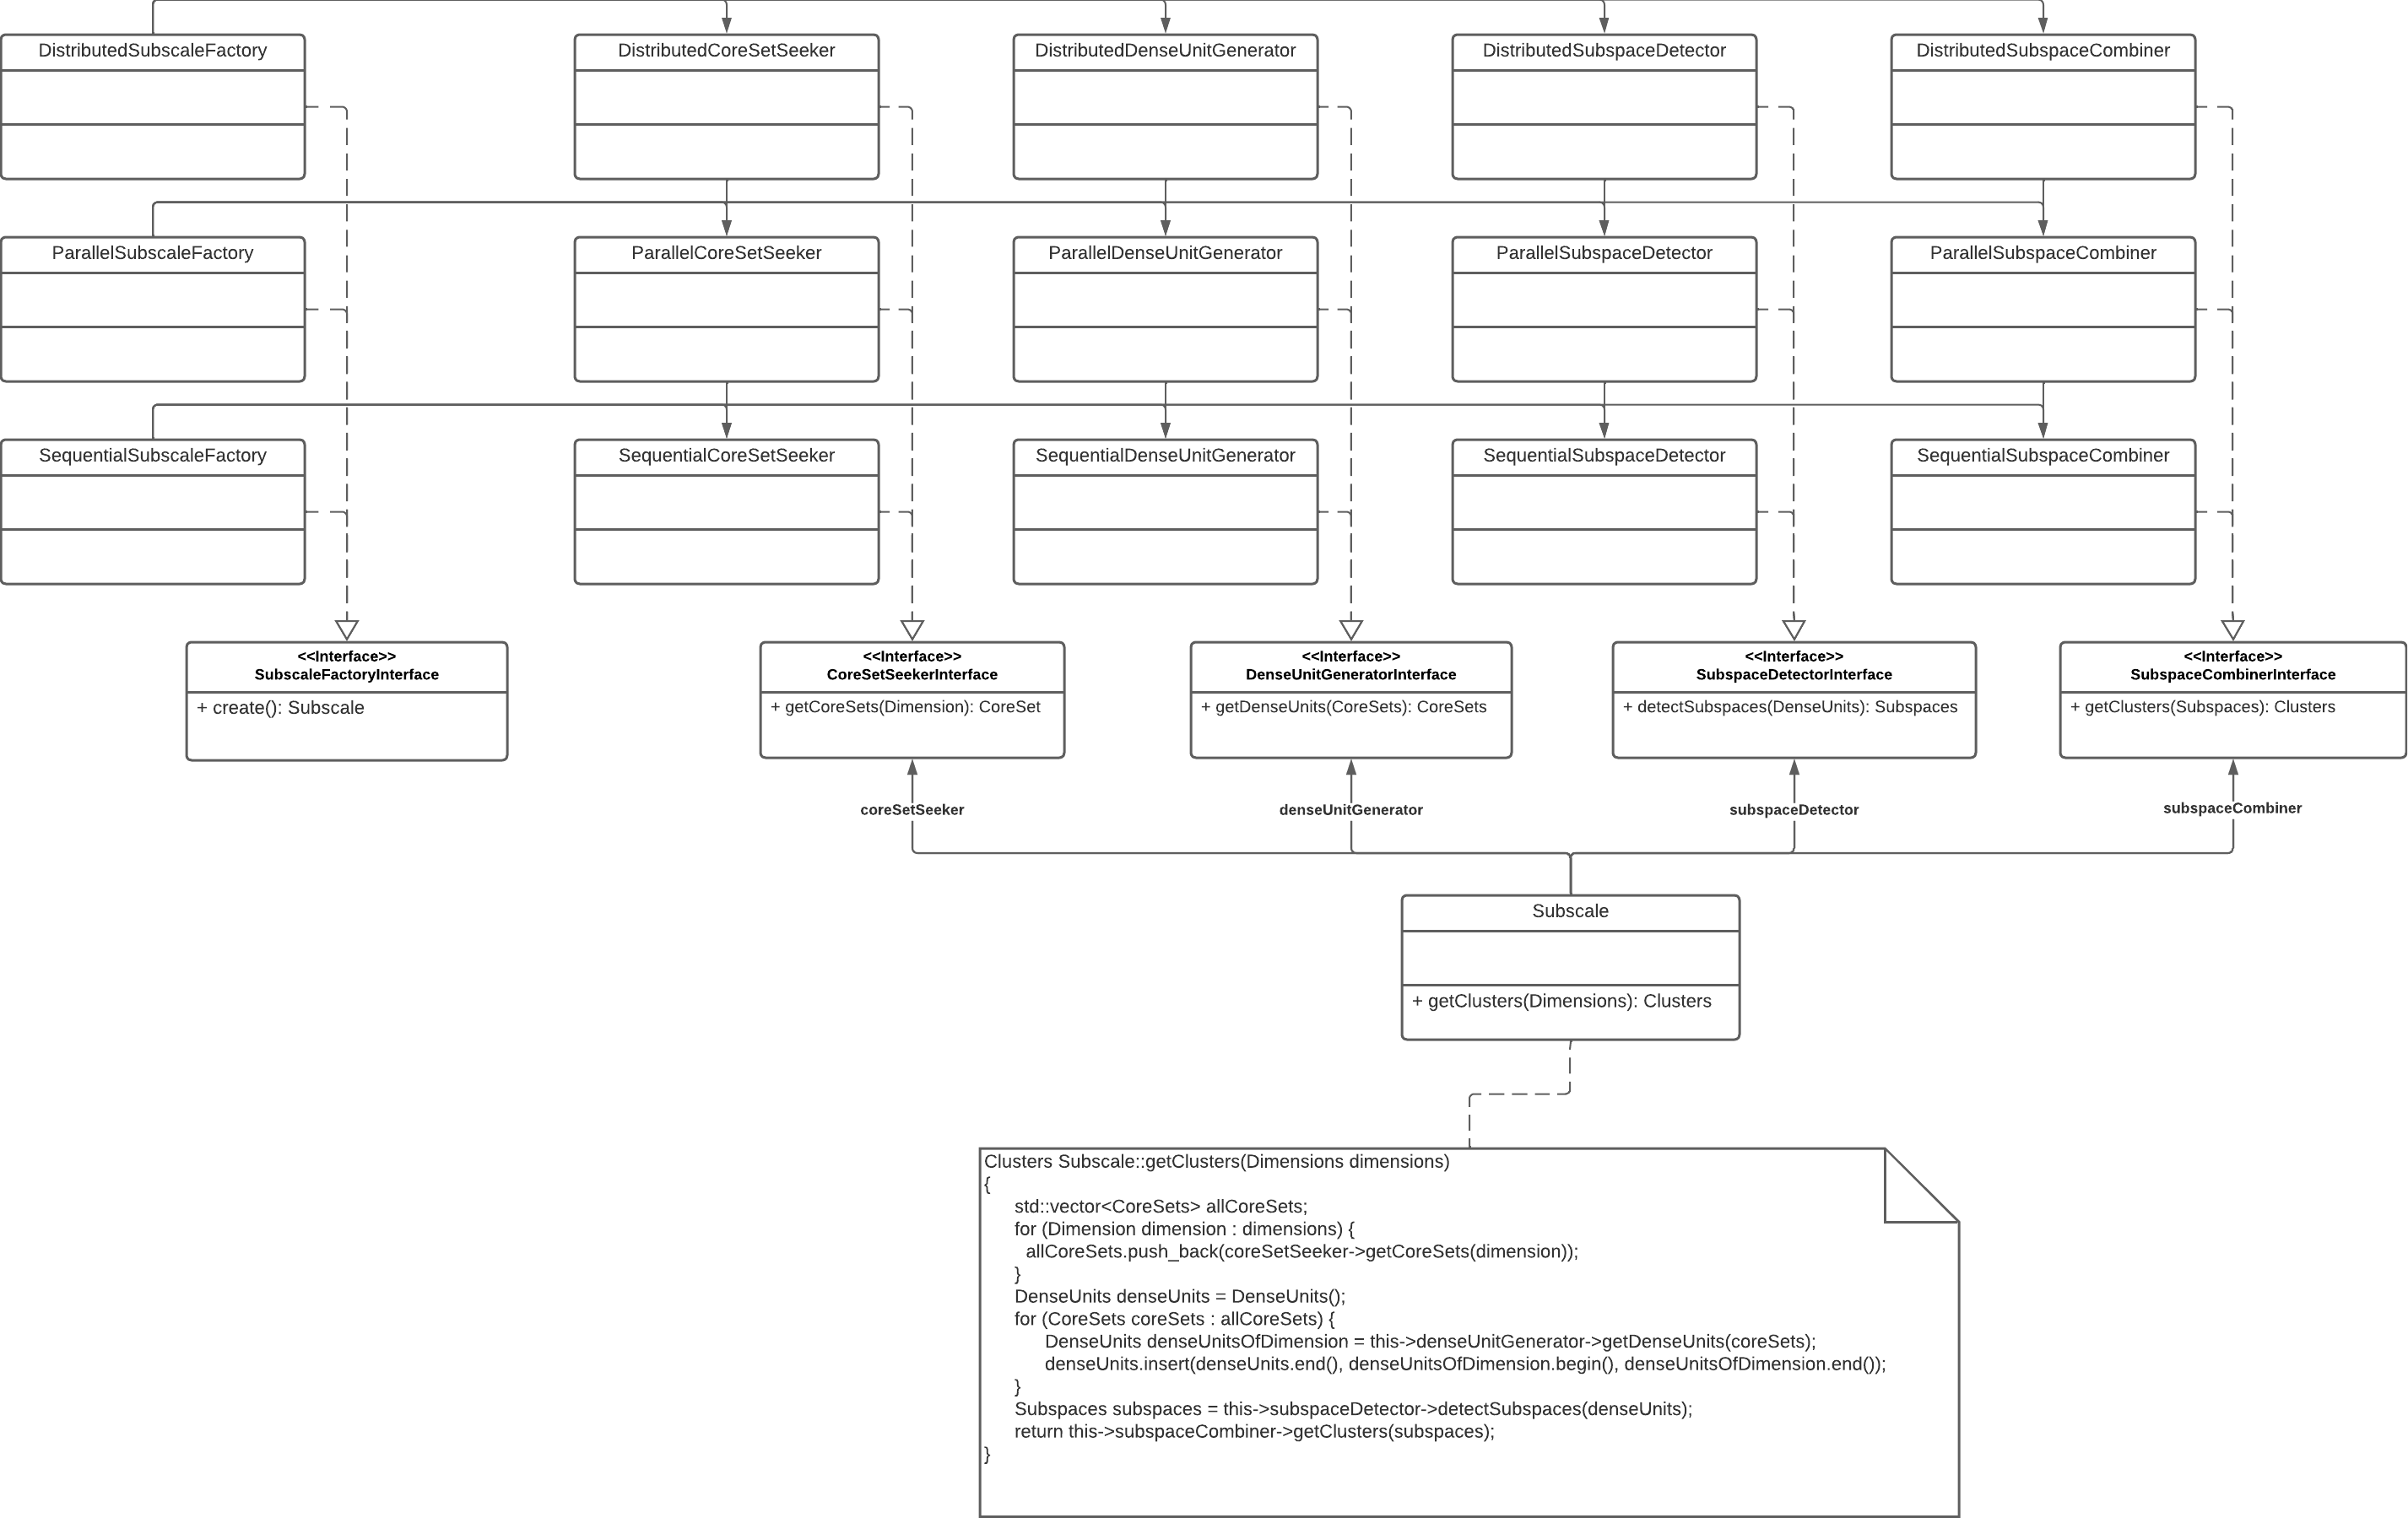 DistributedSubscaleFactory
DistributedCoreSetSeeker
DistributedDenseUnitGenerator
DistributedSubspaceDetector
DistributedSubspaceCombiner
ParallelSubscaleFactory
ParallelCoreSetSeeker
ParallelDenseUnitGenerator
ParallelSubspaceDetector
ParallelSubspaceCombiner
SequentialSubscaleFactory
SequentialCoreSetSeeker
SequentialDenseUnitGenerator
SequentialSubspaceDetector
SequentialSubspaceCombiner
<<Interface>>
SubscaleFactoryInterface
+ create(): Subscale
<<Interface>>
CoreSetSeekerInterface
+ getCoreSets(Dimension): CoreSet
<<Interface>>
DenseUnitGeneratorInterface
+ getDenseUnits(CoreSets): CoreSets
<<Interface>>
SubspaceDetectorInterface
+ detectSubspaces(DenseUnits): Subspaces
<<Interface>>
SubspaceCombinerInterface
+ getClusters(Subspaces): Clusters
coreSetSeeker
denseUnitGenerator
subspaceDetector
subspaceCombiner
Subscale
+ getClusters(Dimensions): Clusters
Clusters Subscale::getClusters(Dimensions dimensions)
{
std::vector<CoreSets> allCoreSets;
for (Dimension dimension : dimensions) {
allCoreSets.push_back(coreSetSeeker->getCoreSets(dimension));
}
DenseUnits denseUnits = DenseUnits();
for (CoreSets coreSets : allCoreSets) {
DenseUnits denseUnitsOfDimension = this->denseUnitGenerator->getDenseUnits(coreSets);
denseUnits.insert(denseUnits.end(), denseUnitsOfDimension.begin(), denseUnitsOfDimension.end());
}
Subspaces subspaces = this->subspaceDetector->detectSubspaces(denseUnits);
return this->subspaceCombiner->getClusters(subspaces);
}